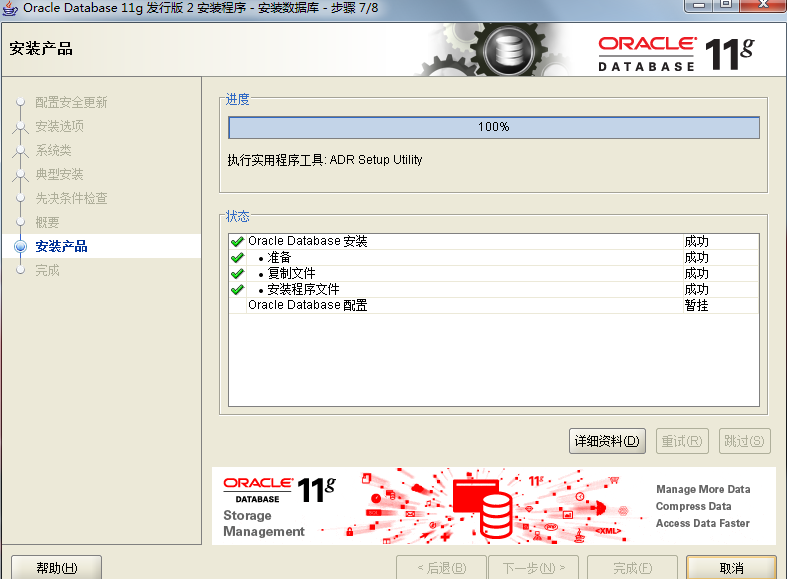 Oracle Database 11g 发行版 2 安装程序 - 安装数据库 - 步骤 7/8
安装产品
ORACLE
DATABASE
11g
配置安全更新
安装选项
系统类
典型安装
先决条件检查
概要
安装产品
完成
进度
100%
执行实用程序工具: ADR Setup Utility
状态
Oracle Database 安装 成功
• 准备 成功
• 复制文件 成功
• 安装程序文件 成功
Oracle Database 配置 暂挂
详细资料(D) 重试(R) 跳过(S)
ORACLE
DATABASE
11g
Storage
Management
11g
<XML>
Manage More Data
Compress Data
Access Data Faster
帮助(H) < 后退(B) 下一步(N) > 完成(F) 取消